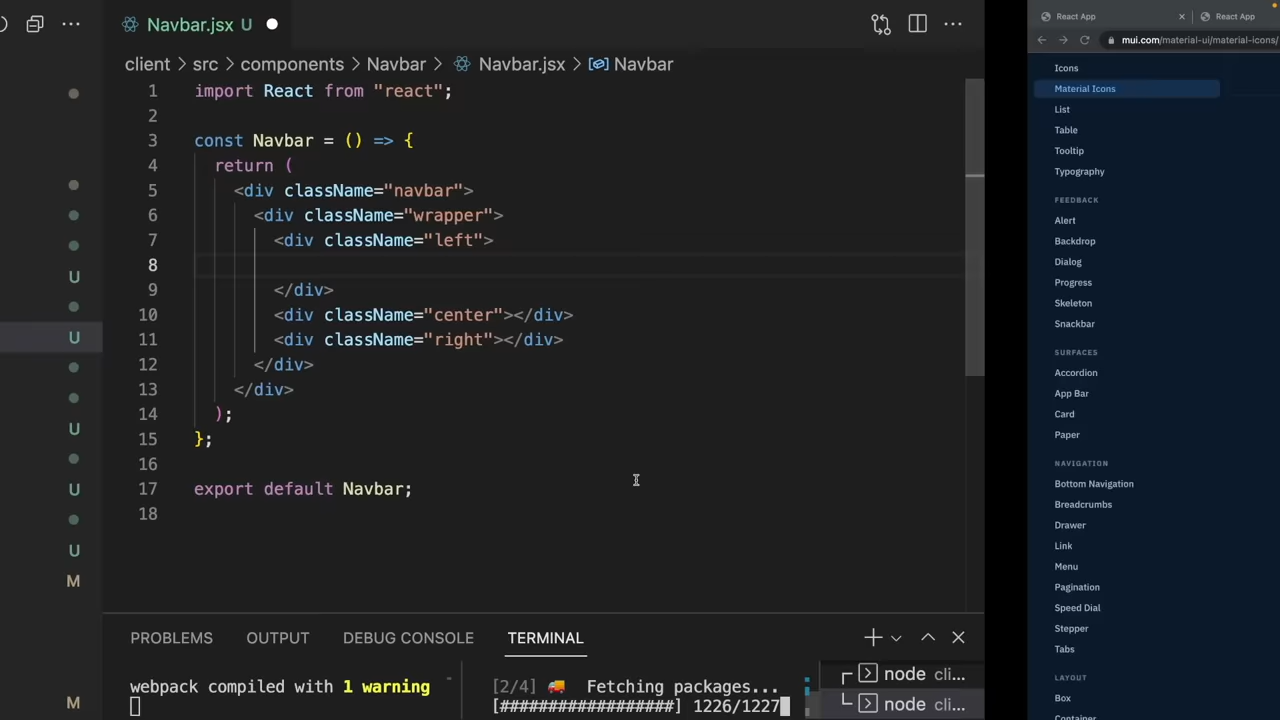 Navbar.jsx U
client > src > components > Navbar > Navbar.jsx > Navbar
1 import React from "react";
2
3 const Navbar = () => {
4 return (
5 <div className="navbar">
6 <div className="wrapper">
7 <div className="left">
8
9 </div>
10 <div className="center"></div>
11 <div className="right"></div>
12 </div>
13 </div>
14 );
15 };
16
17 export default Navbar;
18
U
U
U
U
U
M
M
PROBLEMS OUTPUT DEBUG CONSOLE TERMINAL
webpack compiled with 1 warning
[2/4] 🚚 Fetching packages...
[##################] 1226/1227
node cli...
node cli...
React App
React App
mui.com/material-ui/material-icons/
Icons
Material Icons
List
Table
Tooltip
Typography
FEEDBACK
Alert
Backdrop
Dialog
Progress
Skeleton
Snackbar
SURFACES
Accordion
App Bar
Card
Paper
NAVIGATION
Bottom Navigation
Breadcrumbs
Drawer
Link
Menu
Pagination
Speed Dial
Stepper
Tabs
LAYOUT
Box
Container